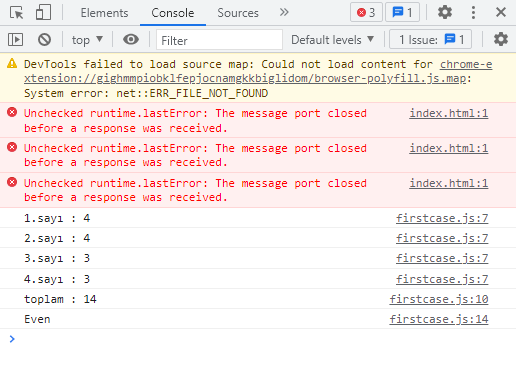 Elements Console Sources » 3 1
top ▼ Filter Default levels ▼ 1 Issue: 1
DevTools failed to load source map: Could not load content for chrome-e
xtension://gighmmpiobklfepjocnamgkkbiglidom/browser-polyfill.js.map:
System error: net::ERR_FILE_NOT_FOUND
Unchecked runtime.lastError: The message port closed index.html:1
before a response was received.
Unchecked runtime.lastError: The message port closed index.html:1
before a response was received.
Unchecked runtime.lastError: The message port closed index.html:1
before a response was received.
1.sayı : 4 firstcase.js:7
2.sayı : 4 firstcase.js:7
3.sayı : 3 firstcase.js:7
4.sayı : 3 firstcase.js:7
toplam : 14 firstcase.js:10
Even firstcase.js:14